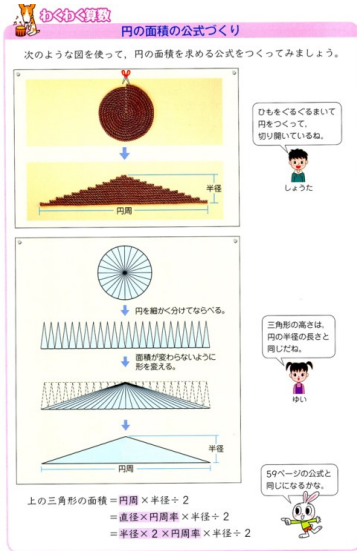 わくわく算数
円の面積の公式づくり
次のような図を使って，円の面積を求める公式をつくってみましょう。
ひもをぐるぐるまいて
円をつくって，
切り開いているね。
しょうた
半径
円周
円を細かく分けてならべる。
面積が変わらないように
形を変える。
三角形の高さは，
円の半径の長さと
同じだね。
ゆい
半径
円周
59ページの公式と
同じになるかな。
上の三角形の面積＝円周×半径÷2
＝直径×円周率×半径÷2
＝半径×2×円周率×半径÷2